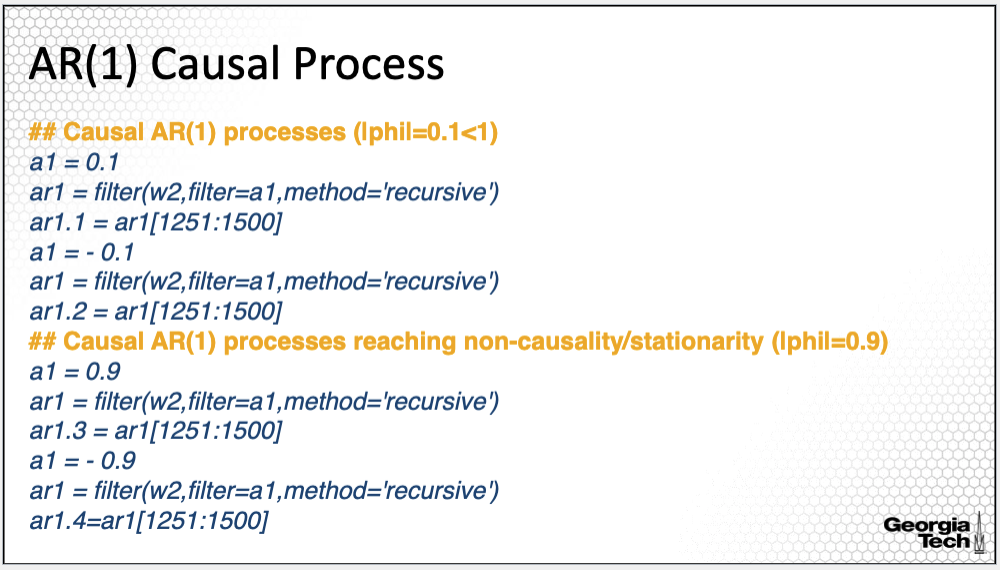 AR(1) Causal Process
## Causal AR(1) processes (lphil=0.1<1)
a1 = 0.1
ar1 = filter(w2,filter=a1,method='recursive')
ar1.1 = ar1[1251:1500]
a1 = - 0.1
ar1 = filter(w2,filter=a1,method='recursive')
ar1.2 = ar1[1251:1500]
## Causal AR(1) processes reaching non-causality/stationarity (lphil=0.9)
a1 = 0.9
ar1 = filter(w2,filter=a1,method='recursive')
ar1.3 = ar1[1251:1500]
a1 = - 0.9
ar1 = filter(w2,filter=a1,method='recursive')
ar1.4=ar1[1251:1500]
Georgia
Tech